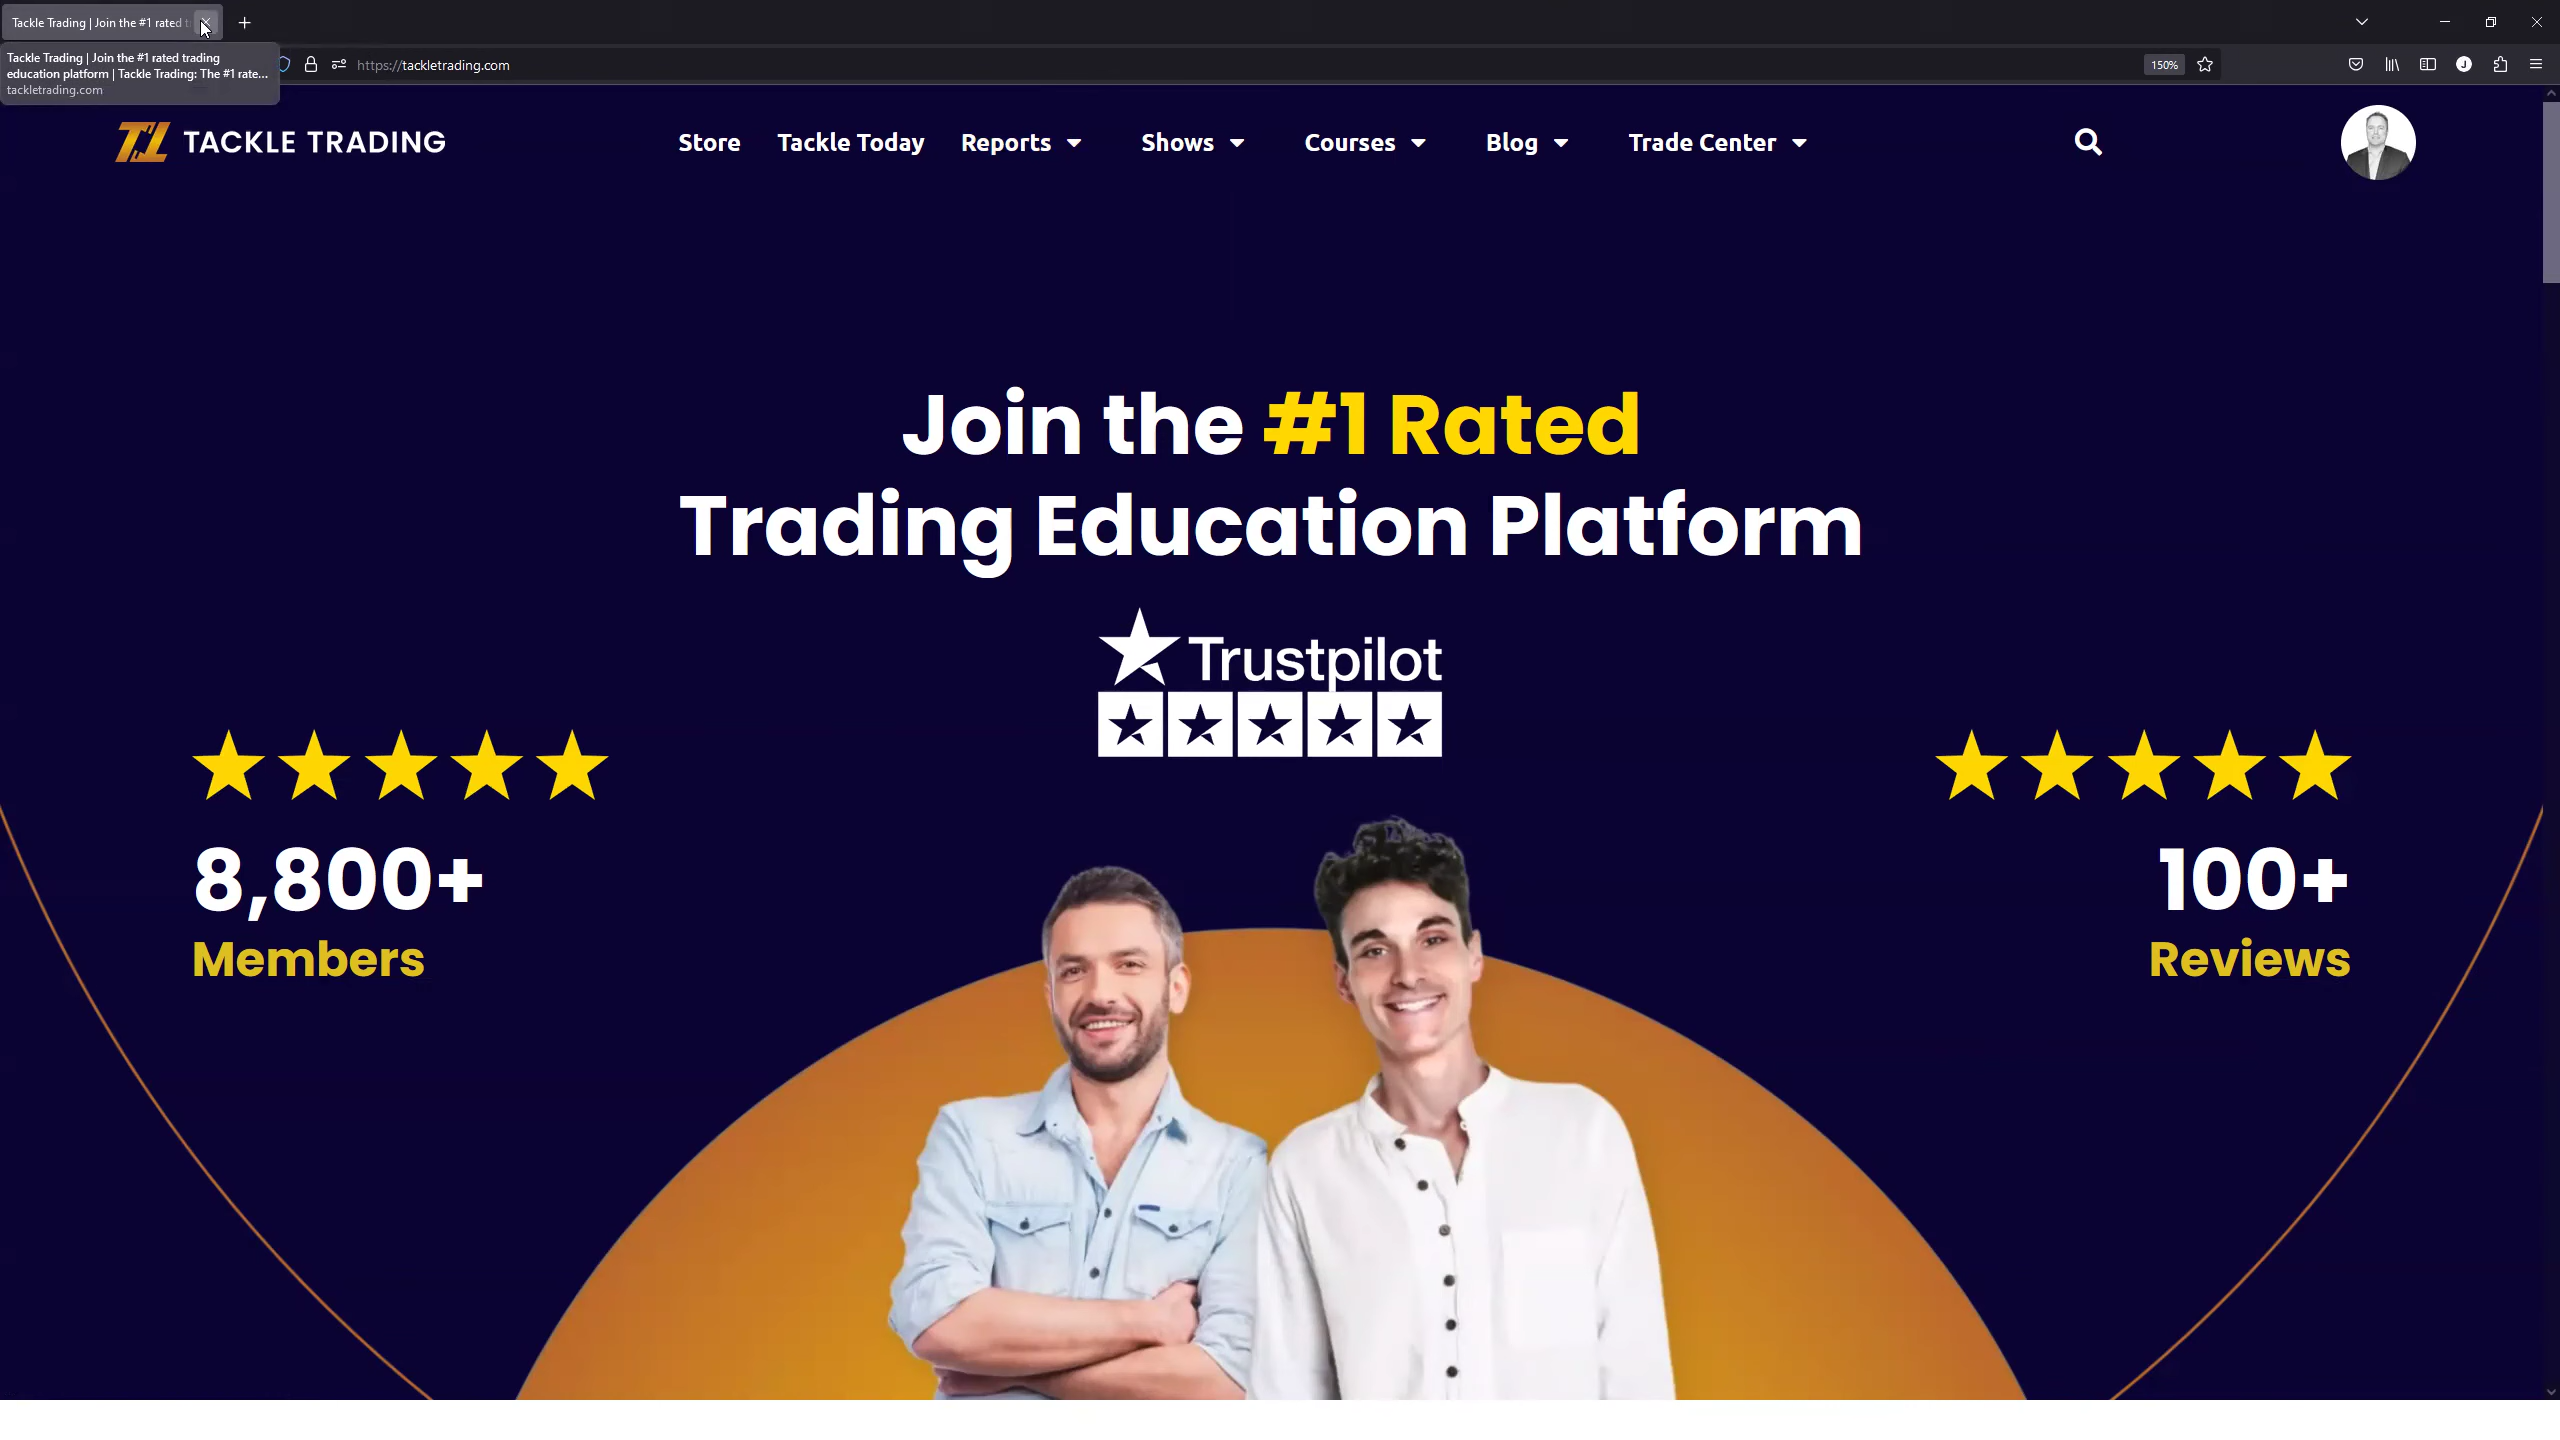 Tackle Trading | Join the #1 rated
Tackle Trading | Join the #1 rated trading
education platform | Tackle Trading: The #1 rate...
tackletrading.com
https://tackletrading.com
150%
J
TACKLE TRADING
Store
Tackle Today
Reports
Shows
Courses
Blog
Trade Center
Join the #1 Rated
Trading Education Platform
Trustpilot
8,800+
Members
100+
Reviews